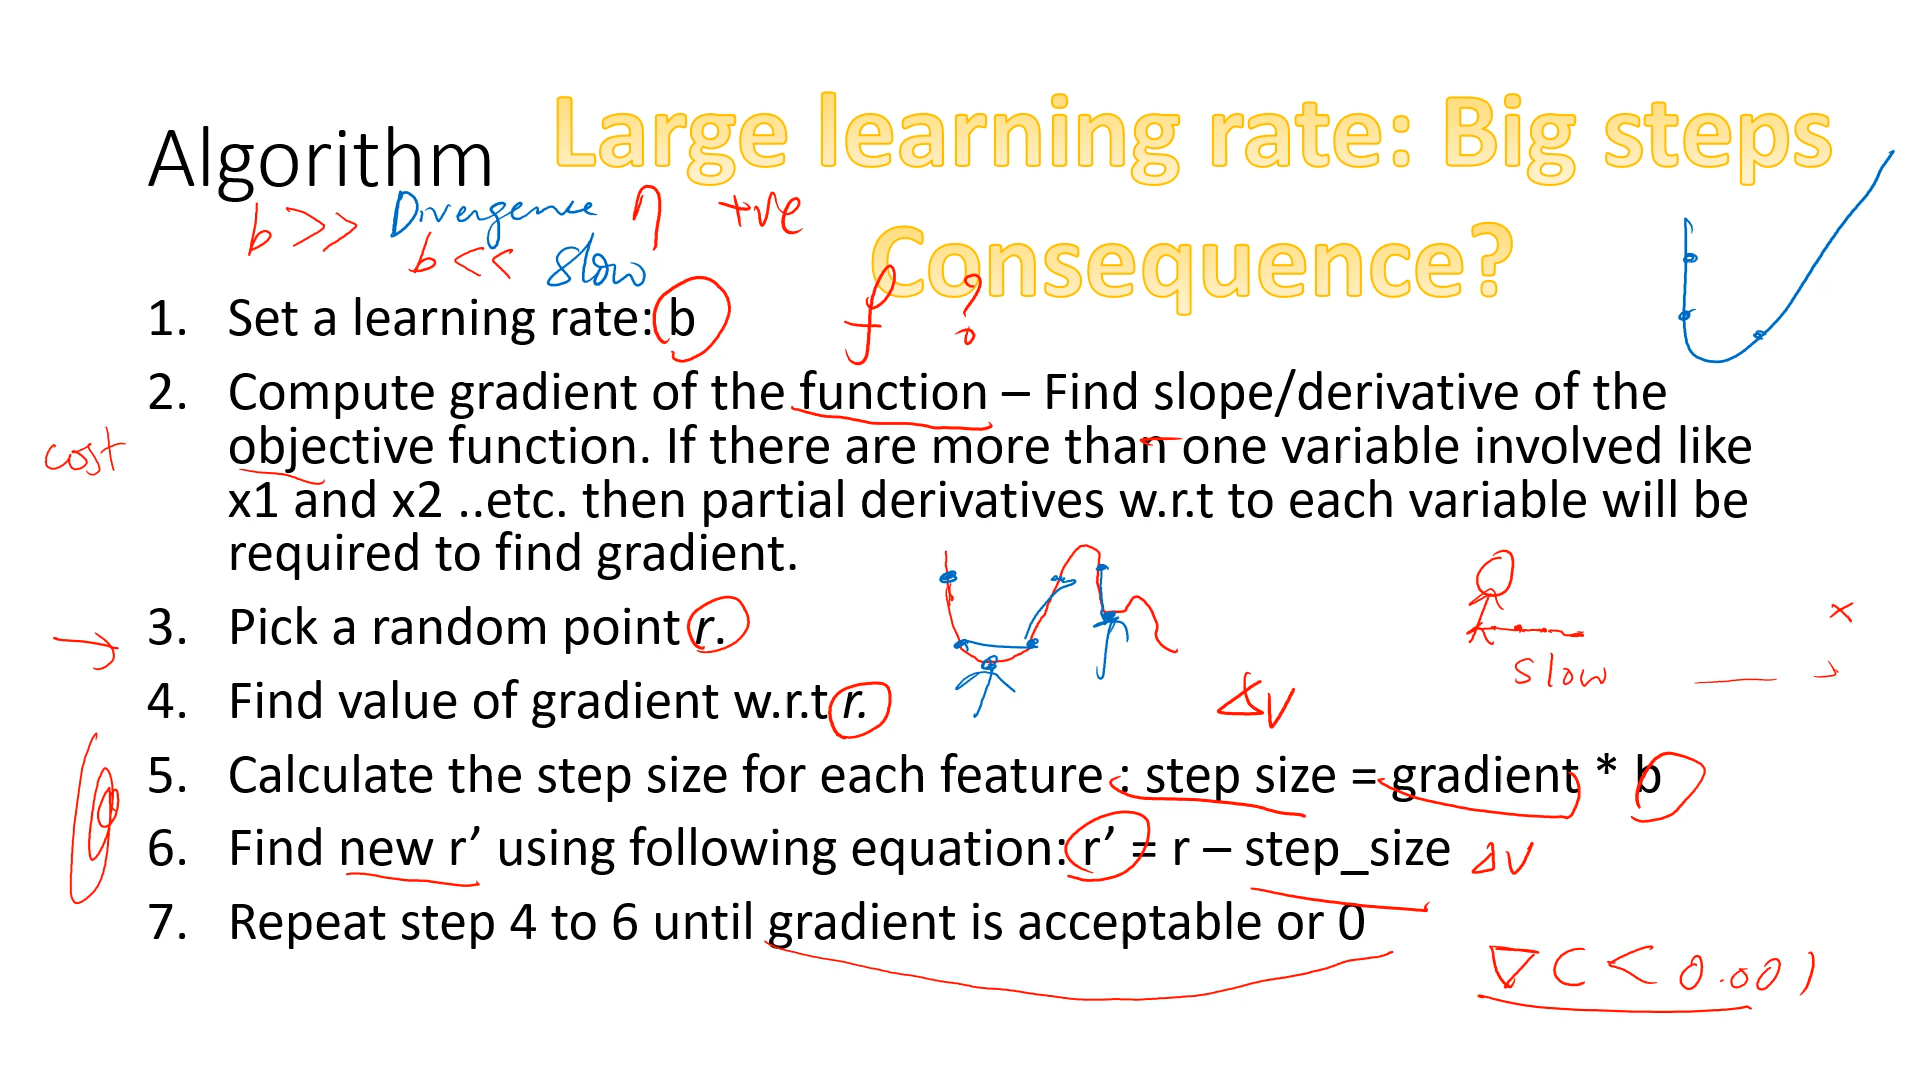 Large learning rate: Big steps
Algorithm
Consequence?
b >> Divergence η +ve
b << slow
1. Set a learning rate: b
f ?
2. Compute gradient of the function – Find slope/derivative of the
cost
objective function. If there are more than one variable involved like
x1 and x2 ..etc. then partial derivatives w.r.t to each variable will be
required to find gradient.
3. Pick a random point r.
slow
4. Find value of gradient w.r.t r.
Δv
5. Calculate the step size for each feature : step size = gradient * b
6. Find new r’ using following equation: r’ = r – step_size Δv
7. Repeat step 4 to 6 until gradient is acceptable or 0
∇C < 0.001